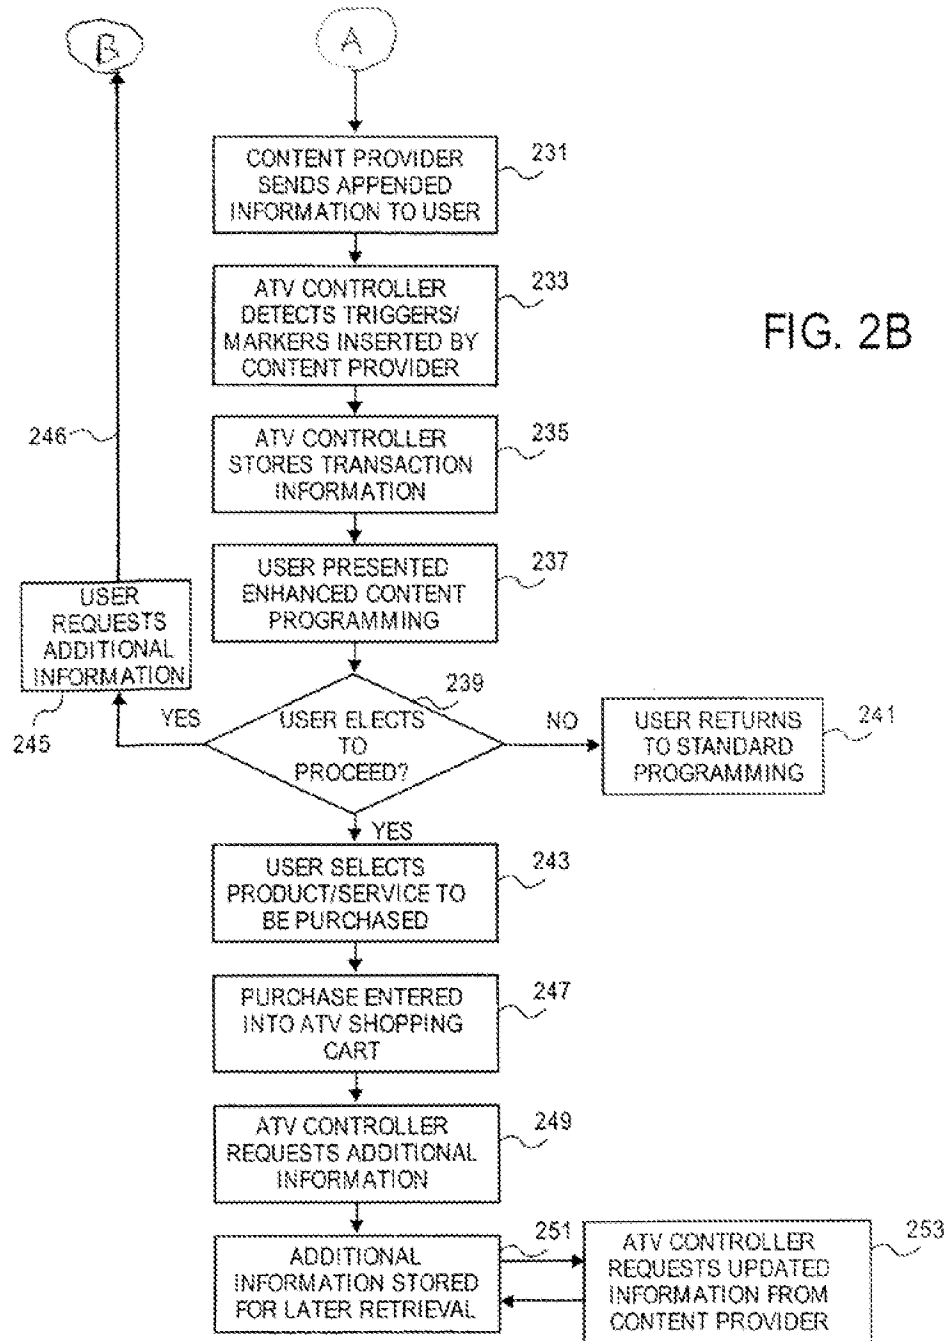 B
A
CONTENT PROVIDER
SENDS APPENDED
INFORMATION TO USER
231
ATV CONTROLLER
DETECTS TRIGGERS/
MARKERS INSERTED BY
CONTENT PROVIDER
233
FIG. 2B
246
ATV CONTROLLER
STORES TRANSACTION
INFORMATION
235
USER PRESENTED
ENHANCED CONTENT
PROGRAMMING
237
USER
REQUESTS
ADDITIONAL
INFORMATION
245
YES
USER ELECTS
TO
PROCEED?
239
NO
USER RETURNS
TO STANDARD
PROGRAMMING
241
YES
USER SELECTS
PRODUCT/SERVICE TO
BE PURCHASED
243
PURCHASE ENTERED
INTO ATV SHOPPING
CART
247
ATV CONTROLLER
REQUESTS ADDITIONAL
INFORMATION
249
ADDITIONAL
INFORMATION STORED
FOR LATER RETRIEVAL
251
ATV CONTROLLER
REQUESTS UPDATED
INFORMATION FROM
CONTENT PROVIDER
253